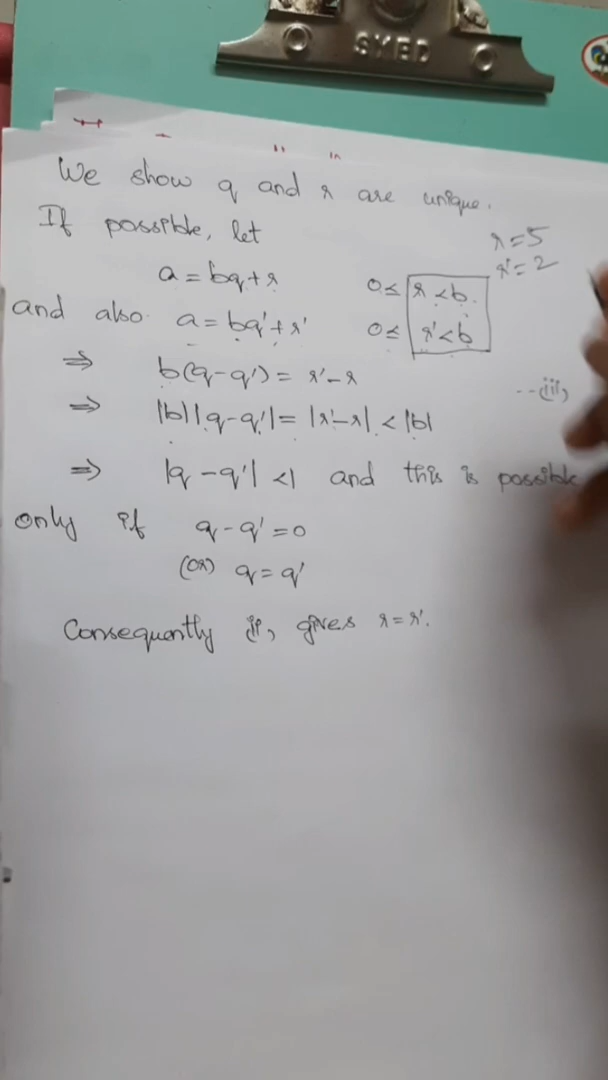 SYED
We show q and r are unique.
If possible, let
r=5
r'=2
a = bq+r 0≤ r<b.
and also a = bq'+r' 0≤ r'<b
⇒ b(q-q') = r'-r
--(ii)
⇒ |b||q-q'| = |r'-r| < |b|
⇒ |q-q'| <1 and this is possible
only if q-q'=0
(or) q=q'
Consequently (ii), gives r=r'.